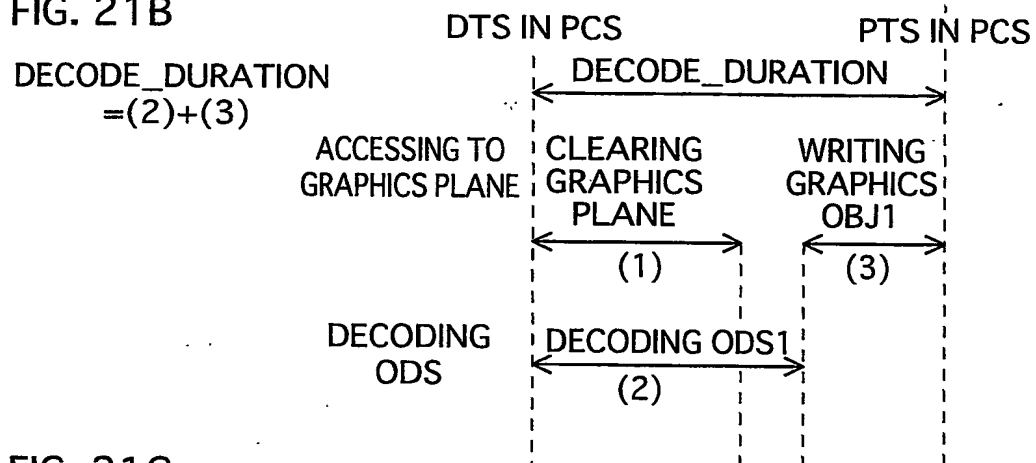 FIG. 21B
DTS IN PCS
PTS IN PCS
DECODE_DURATION
=(2)+(3)
DECODE_DURATION
ACCESSING TO
GRAPHICS PLANE
CLEARING
GRAPHICS
PLANE
(1)
WRITING
GRAPHICS
OBJ1
(3)
DECODING
ODS
DECODING ODS1
(2)
FIG. 21C